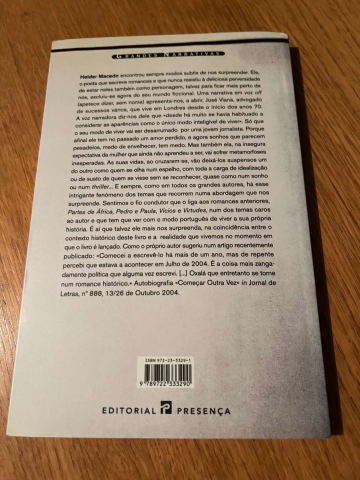 GRANDES NARRATIVAS
Helder Macedo encontrou sempre modos subtis de nos surpreender. Ele,
o poeta que escrevia romances e que nunca resistiu à deliciosa perversidade
de estar neles também como personagem, talvez para ficar mais perto da
nós, excluiu-se agora do seu mundo ficcional. Uma narrativa em voz off
(apetece dizer, sem nome) apresenta-nos, a abrir, José Viana, advogado
de sucessos vários, que vive em Londres desde o início dos anos 70.
A voz narradora diz-nos dele que «desde há muito se havia habituado a
considerar as aparências como o único modo inteligível de viver». Só que
o seu modo de viver vai ser desarrumado por uma jovem jornalista. Porque
afinal ele tem no passado um amor perdido, e agonhos sonhos que parecem
pesadelos, medo de envelhecer, tem medo. Mas também ela, na insegura
expectativa da mulher que ainda não aprendeu a ser, vai sofrer metamorfoses
inesperadas. As suas vidas, ao cruzarem-se, vão deixá-los suspensos um
do outro como quem se olha num espelho, com toda a carga de idealização
ou de susto de quem se visse sem se reconhecer, quase como num sonho
ou num thriller... E sempre, como em todos os grandes autores, há esse
intrigante fenómeno dos temas que recorrem numa abordagem que nos
surpreende. Sentimos o fio condutor que o liga aos romances anteriores,
Partes de África, Pedro e Paula, Vícios e Virtudes, num dos temas caros
ao autor e que tem que ver com o modo português de viver a sua própria
história. É aí que talvez ele mais nos surpreenda, na coincidência entre o
contexto histórico deste livro e a realidade que vivemos no momento em
que o livro é lançado. Como o próprio autor sugeriu num artigo recentemente
publicado: «Comecei a escrevê-lo há mais de um ano, mas de repente
percebi que estava a acontecer em Julho de 2004. É a coisa mais zangada-
damente política que alguma vez escrevi. [...] Oxalá que entretanto se torne
num romance histórico.» Autobiografia «Começar Outra Vez» in Jornal de
Letras, n° 888, 13/26 de Outubro de 2004.
ISBN 972-23-3329-1
9 789722 333290
EDITORIAL PRESENÇA